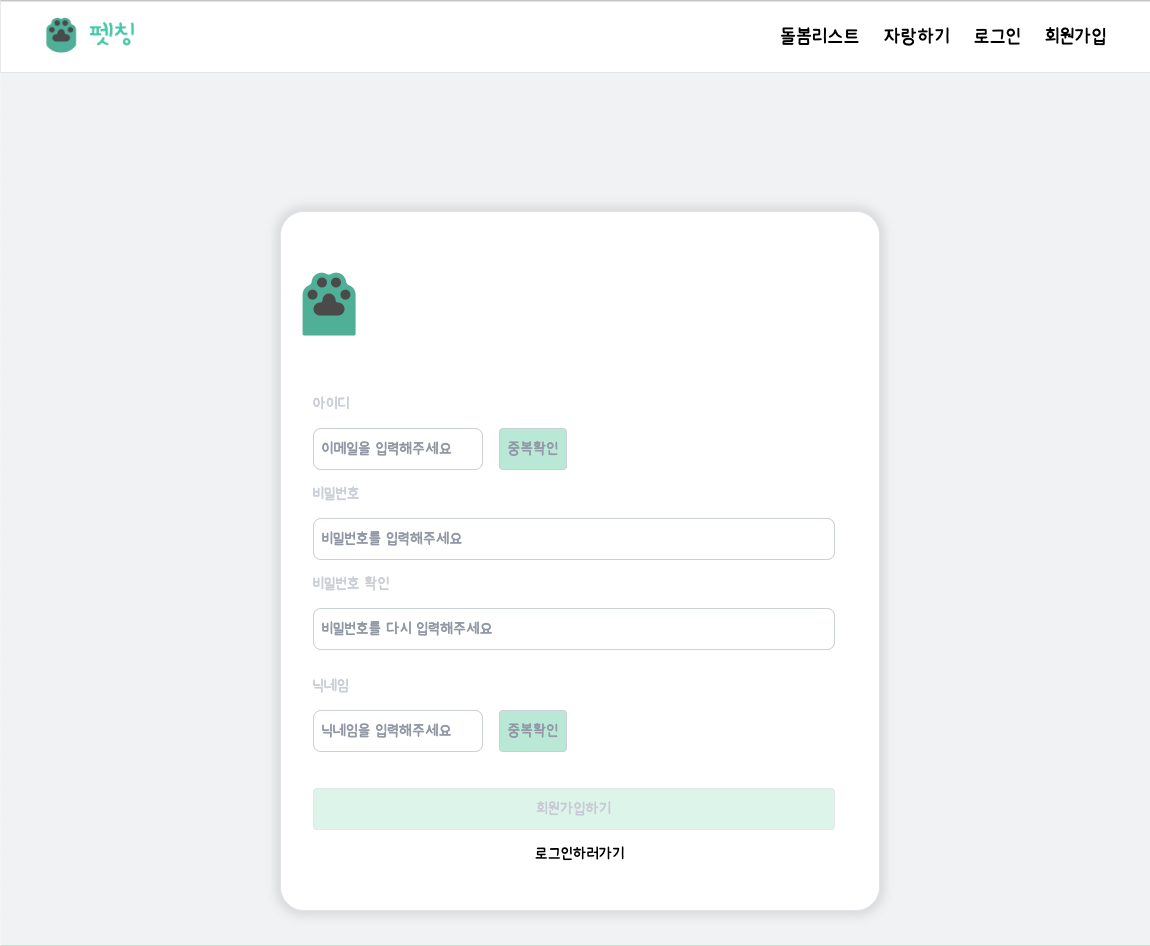 펫칭
돌봄리스트 자랑하기 로그인 회원가입
아이디
이메일을 입력해주세요 중복확인
비밀번호
비밀번호를 입력해주세요
비밀번호 확인
비밀번호를 다시 입력해주세요
닉네임
닉네임을 입력해주세요 중복확인
회원가입하기
로그인하러가기